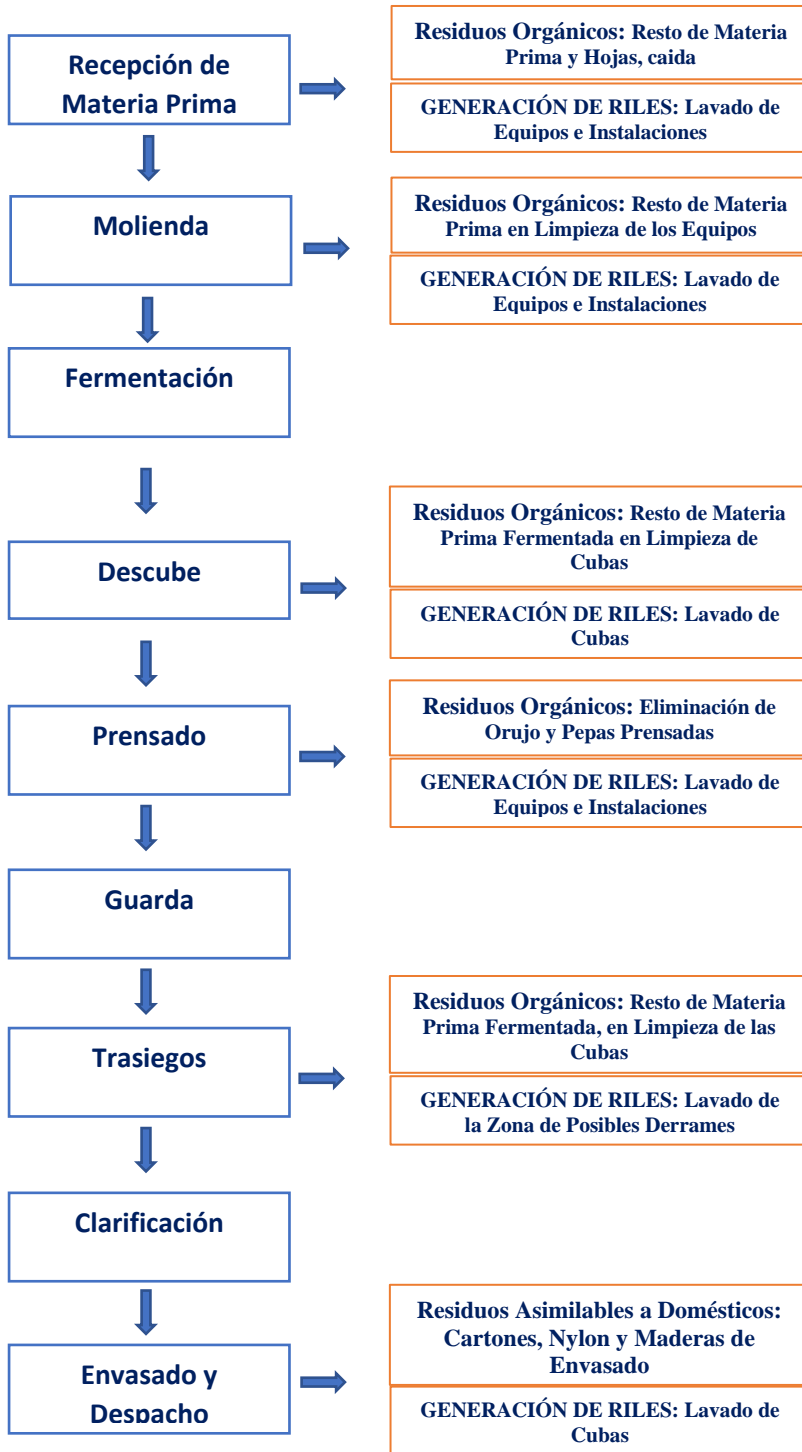 Recepción de
Materia Prima
Residuos Orgánicos: Resto de Materia
Prima y Hojas, caida
GENERACIÓN DE RILES: Lavado de
Equipos e Instalaciones
Molienda
Residuos Orgánicos: Resto de Materia
Prima en Limpieza de los Equipos
GENERACIÓN DE RILES: Lavado de
Equipos e Instalaciones
Fermentación
Descube
Residuos Orgánicos: Resto de Materia
Prima Fermentada en Limpieza de
Cubas
GENERACIÓN DE RILES: Lavado de
Cubas
Prensado
Residuos Orgánicos: Eliminación de
Orujo y Pepas Prensadas
GENERACIÓN DE RILES: Lavado de
Equipos e Instalaciones
Guarda
Trasiegos
Residuos Orgánicos: Resto de Materia
Prima Fermentada, en Limpieza de las
Cubas
GENERACIÓN DE RILES: Lavado de
la Zona de Posibles Derrames
Clarificación
Envasado y
Despacho
Residuos Asimilables a Domésticos:
Cartones, Nylon y Maderas de
Envasado
GENERACIÓN DE RILES: Lavado de
Cubas